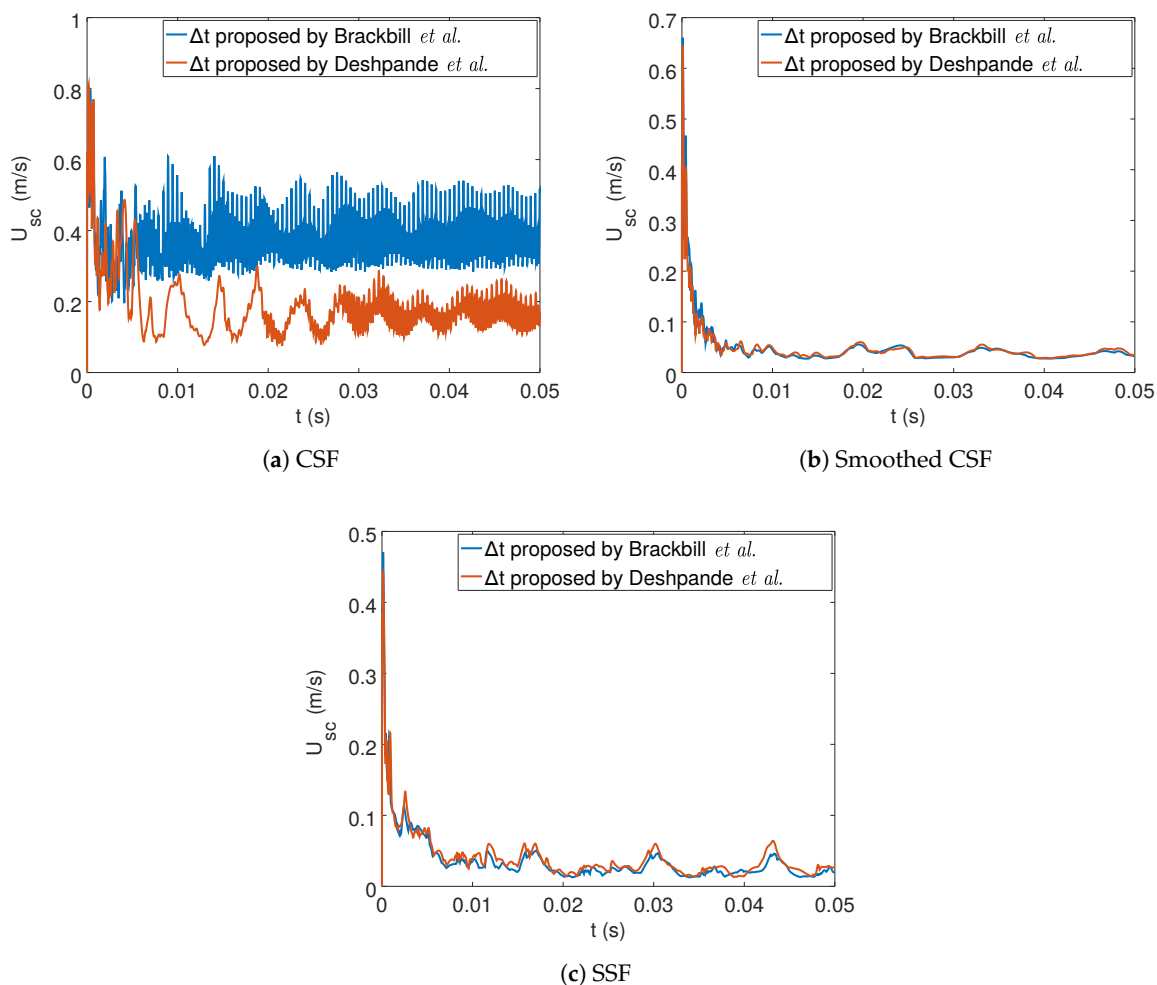 Δt proposed by Brackbill et al.
Δt proposed by Deshpande et al.
1
0.8
0.6
0.4
0.2
0
U_sc (m/s)
0 0.01 0.02 0.03 0.04 0.05
t (s)
(a) CSF
Δt proposed by Brackbill et al.
Δt proposed by Deshpande et al.
0.7
0.6
0.5
0.4
0.3
0.2
0.1
0
U_sc (m/s)
0 0.01 0.02 0.03 0.04 0.05
t (s)
(b) Smoothed CSF
Δt proposed by Brackbill et al.
Δt proposed by Deshpande et al.
0.5
0.4
0.3
0.2
0.1
0
U_sc (m/s)
0 0.01 0.02 0.03 0.04 0.05
t (s)
(c) SSF